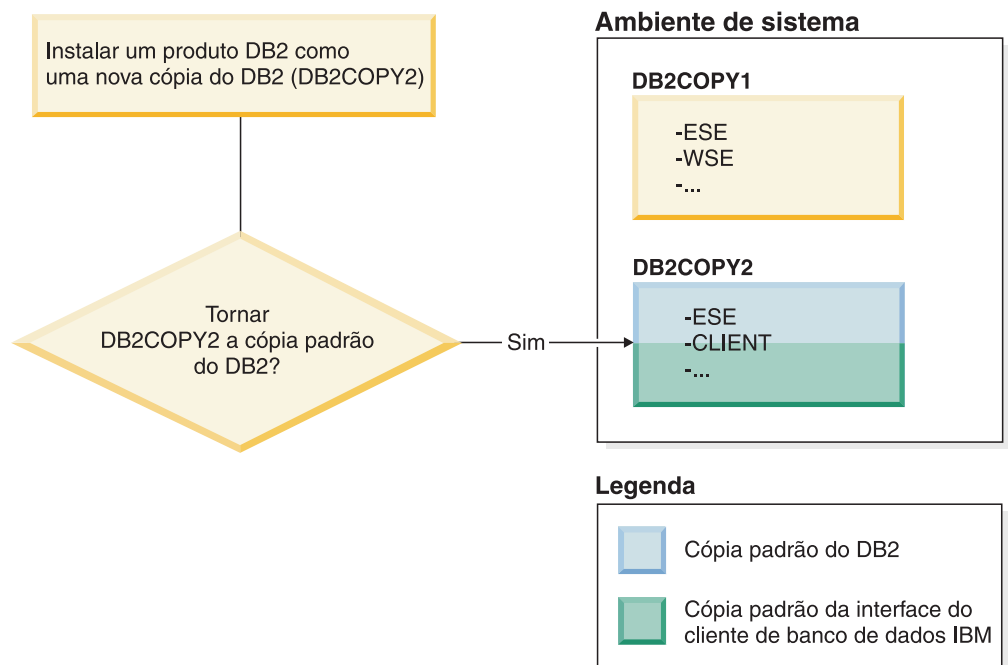 Instalar um produto DB2 como
uma nova cópia do DB2 (DB2COPY2)
Tornar
DB2COPY2 a cópia padrão
do DB2?
Sim
Ambiente de sistema
DB2COPY1
-ESE
-WSE
-...
DB2COPY2
-ESE
-CLIENT
-...
Legenda
Cópia padrão do DB2
Cópia padrão da interface do
cliente de banco de dados IBM